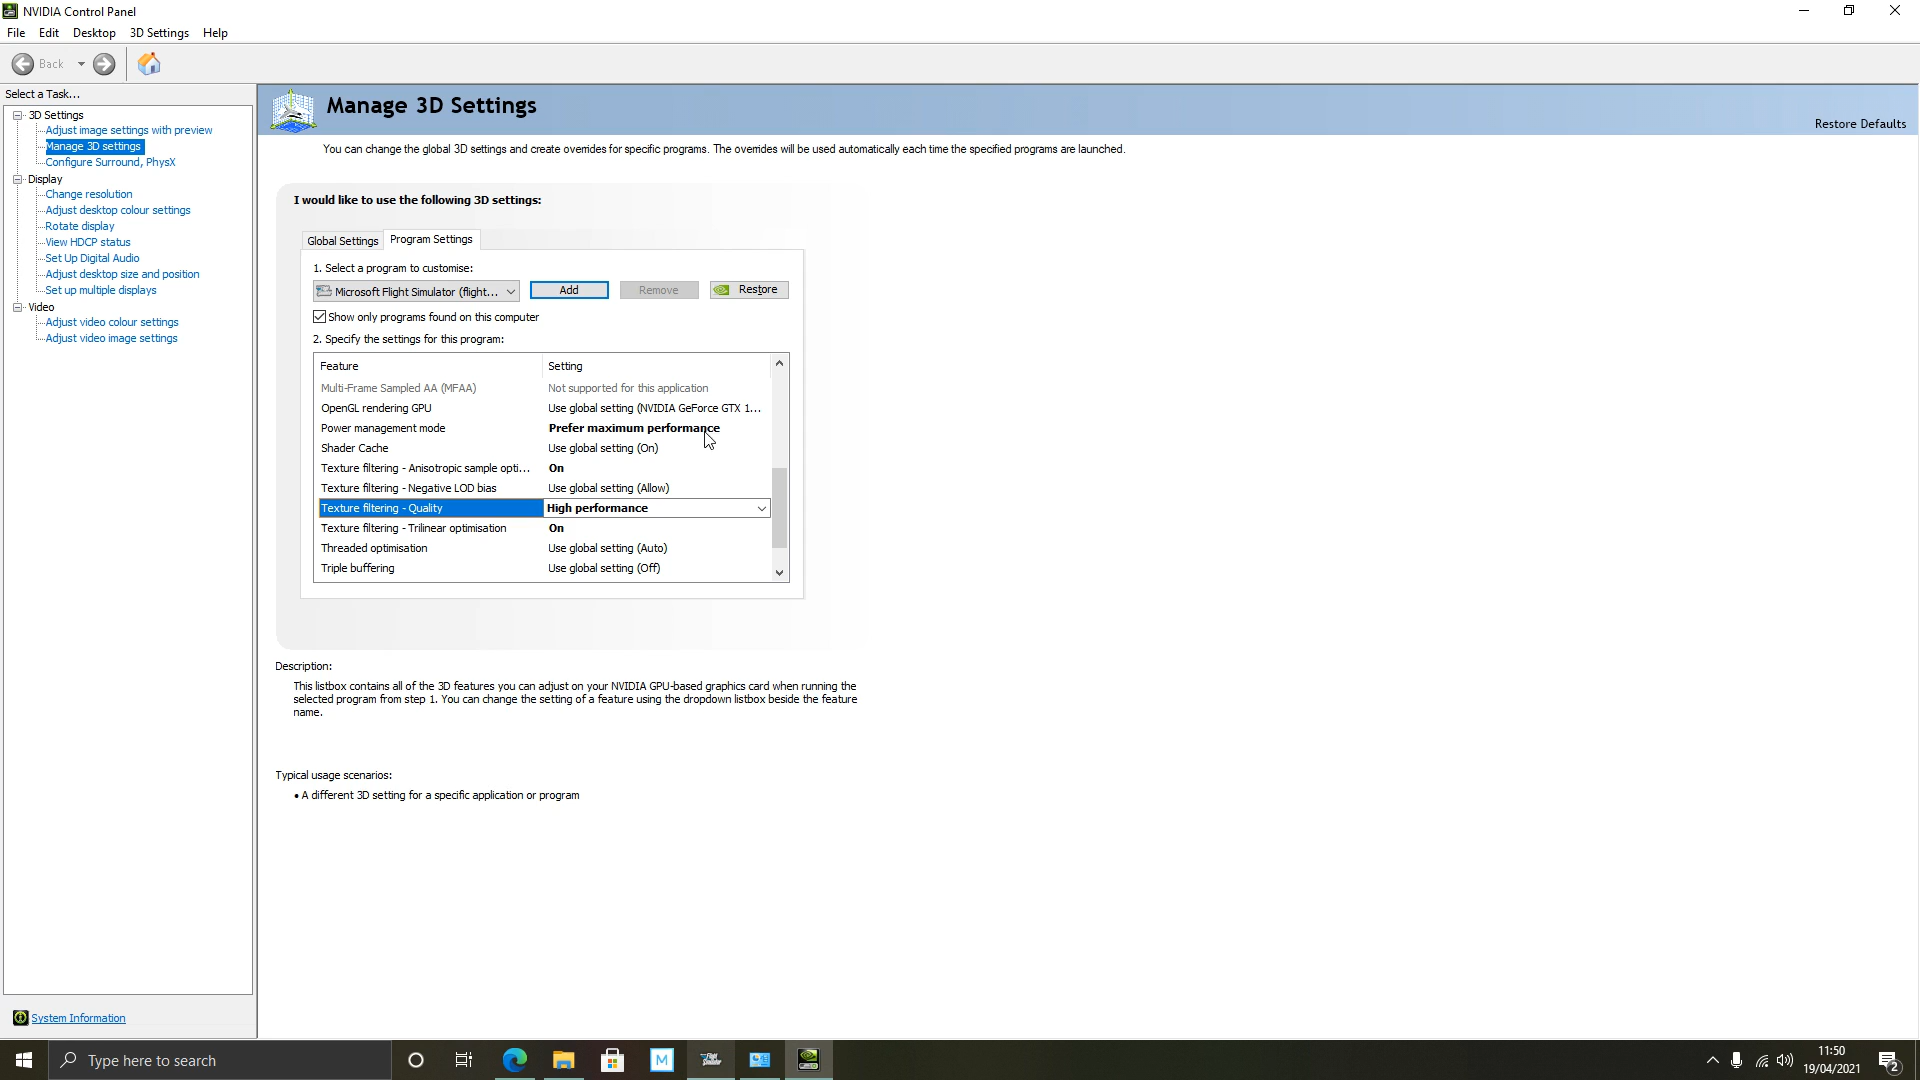 NVIDIA Control Panel
File Edit Desktop 3D Settings Help
Back
Select a Task...
3D Settings
Adjust image settings with preview
Manage 3D settings
Configure Surround, PhysX
Display
Change resolution
Adjust desktop colour settings
Rotate display
View HDCP status
Set Up Digital Audio
Adjust desktop size and position
Set up multiple displays
Video
Adjust video colour settings
Adjust video image settings
System Information
Manage 3D Settings
Restore Defaults
You can change the global 3D settings and create overrides for specific programs. The overrides will be used automatically each time the specified programs are launched.
I would like to use the following 3D settings:
Global Settings Program Settings
1. Select a program to customise:
Microsoft Flight Simulator (flight... Add Remove Restore
Show only programs found on this computer
2. Specify the settings for this program:
Feature Setting
Multi-Frame Sampled AA (MFAA) Not supported for this application
OpenGL rendering GPU Use global setting (NVIDIA GeForce GTX 1...
Power management mode Prefer maximum performance
Shader Cache Use global setting (On)
Texture filtering - Anisotropic sample opti... On
Texture filtering - Negative LOD bias Use global setting (Allow)
Texture filtering - Quality High performance
Texture filtering - Trilinear optimisation On
Threaded optimisation Use global setting (Auto)
Triple buffering Use global setting (Off)
Description:
This listbox contains all of the 3D features you can adjust on your NVIDIA GPU-based graphics card when running the
selected program from step 1. You can change the setting of a feature using the dropdown listbox beside the feature
name.
Typical usage scenarios:
• A different 3D setting for a specific application or program
Type here to search
M
11:50
19/04/2021
2